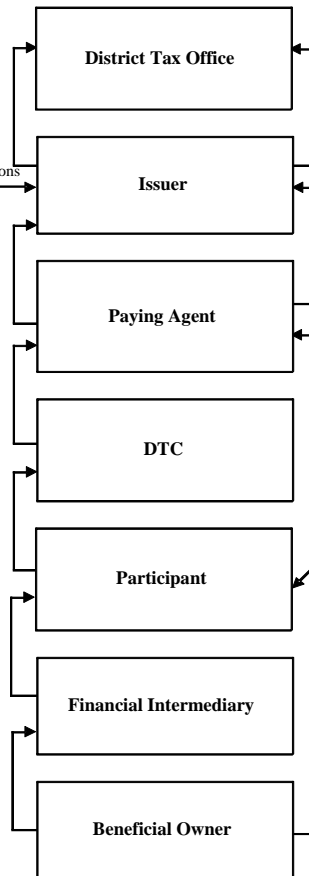 District Tax Office
Issuer
Paying Agent
DTC
Participant
Financial Intermediary
Beneficial Owner